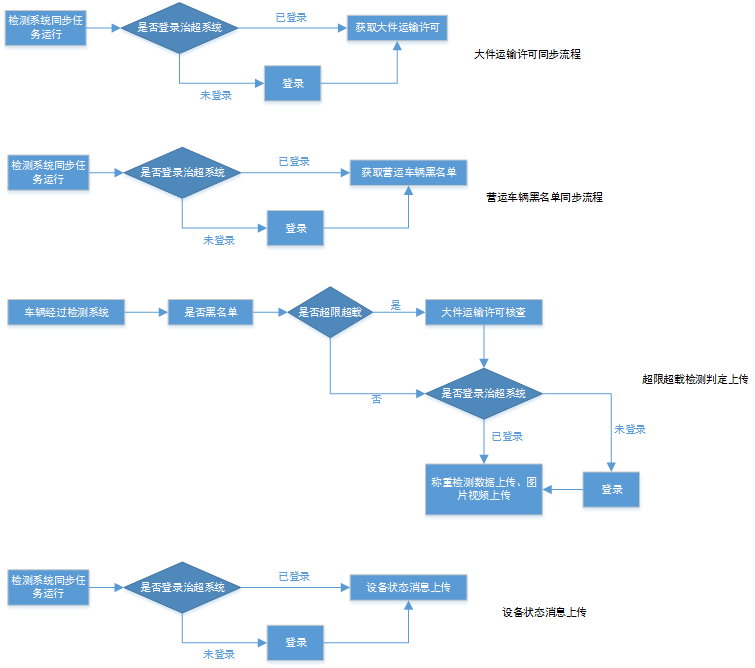 检测系统同步任
务运行
是否登录治超系统
已登录
获取大件运输许可
未登录
登录
大件运输许可同步流程
检测系统同步任
务运行
是否登录治超系统
已登录
获取营运车辆黑名单
未登录
登录
营运车辆黑名单同步流程
车辆经过检测系统
是否黑名单
是否超限超载
是
大件运输许可核查
否
是否登录治超系统
超限超载检测判定上传
已登录
未登录
称重检测数据上传、图
片视频上传
登录
检测系统同步任
务运行
是否登录治超系统
已登录
设备状态消息上传
未登录
登录
设备状态消息上传